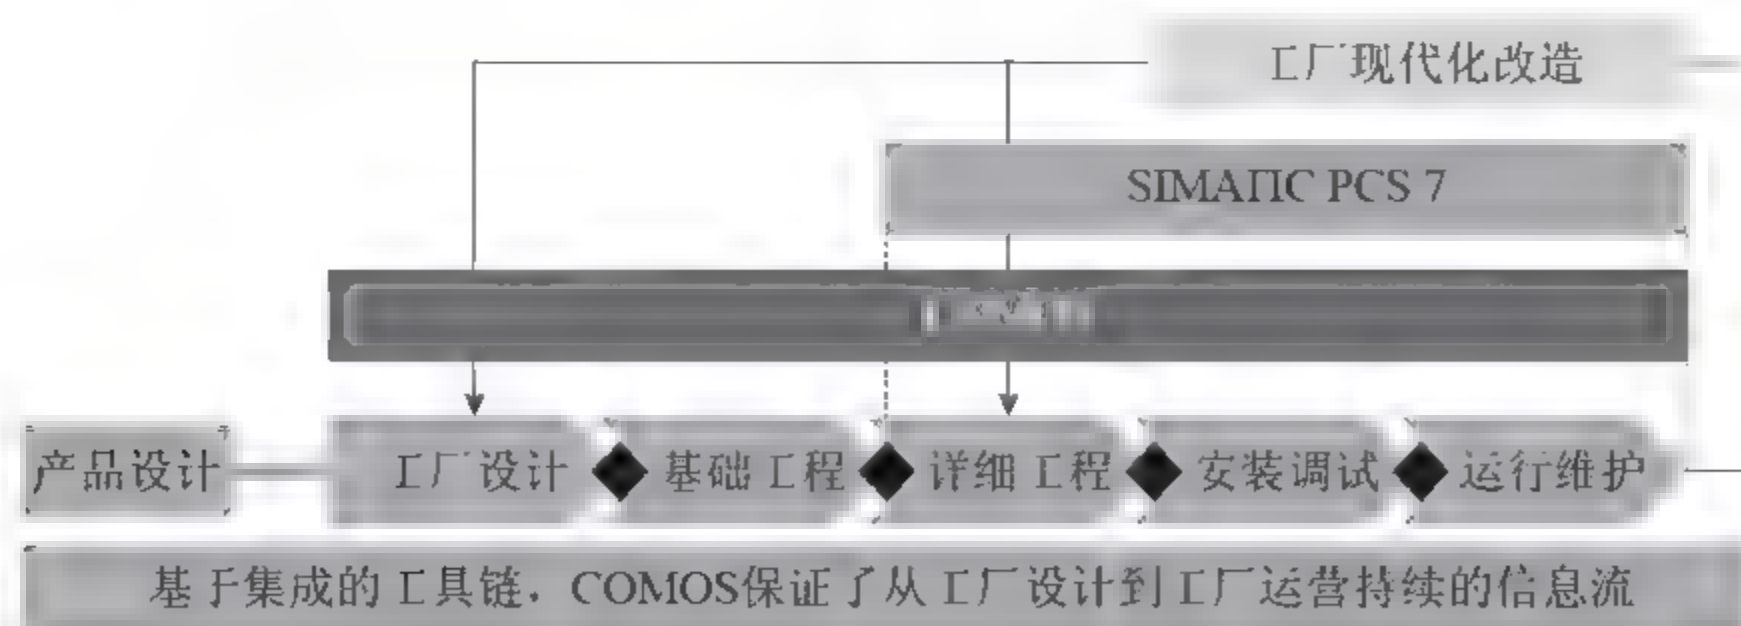 工厂现代化改造
SIMATIC PCS 7
产品设计
工厂设计
基础工程
详细工程
安装调试
运行维护
基于集成的工具链，COMOS保证了从工厂设计到工厂运营持续的信息流